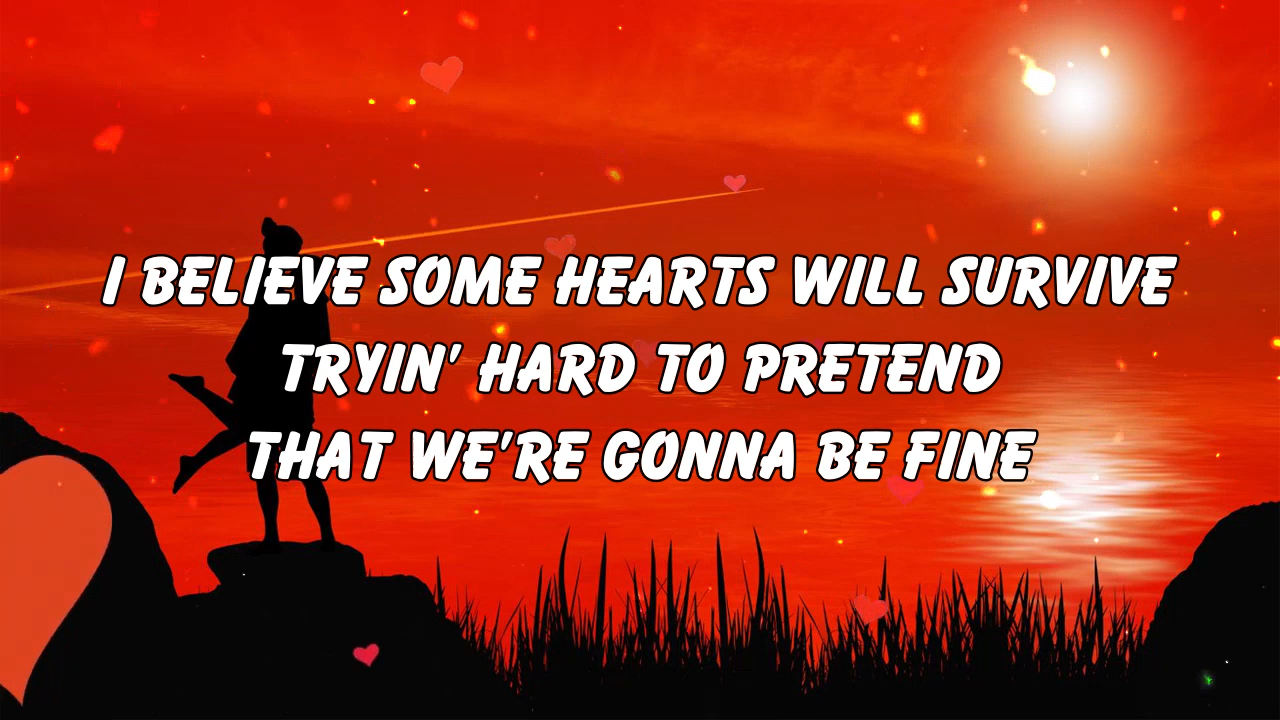 I BELIEVE SOME HEARTS WILL SURVIVE
TRYIN' HARD TO PRETEND
THAT WE'RE GONNA BE FINE